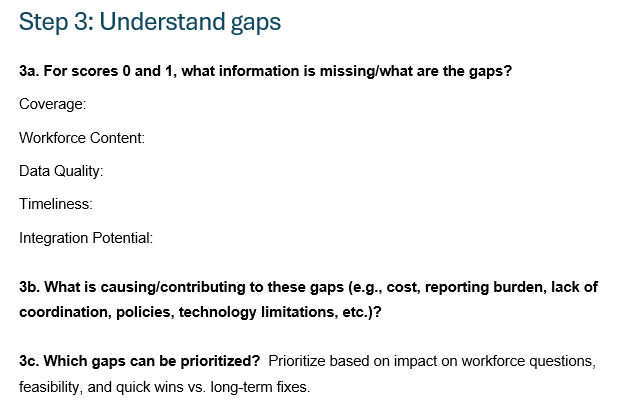 Step 3: Understand gaps
3a. For scores 0 and 1, what information is missing/what are the gaps?
Coverage:
Workforce Content:
Data Quality:
Timeliness:
Integration Potential:
3b. What is causing/contributing to these gaps (e.g., cost, reporting burden, lack of
coordination, policies, technology limitations, etc.)?
3c. Which gaps can be prioritized?  Prioritize based on impact on workforce questions,
feasibility, and quick wins vs. long-term fixes.